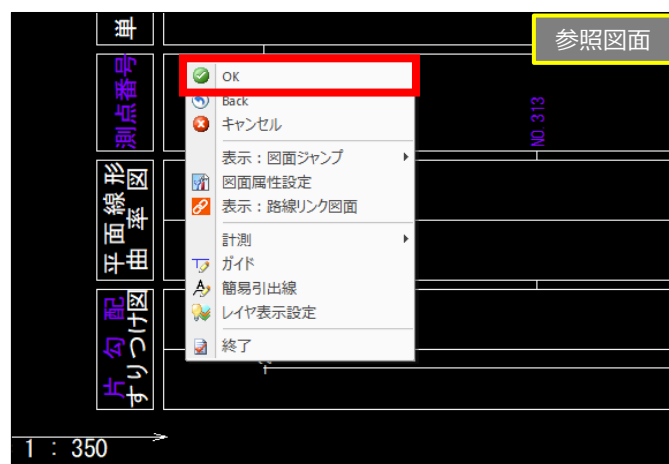 参照図面
単
測点番号
平面線形
曲率図
片勾配
すりつけ図
OK
Back
キャンセル
表示：図面ジャンプ
図面属性設定
表示：路線リンク図面
計測
ガイド
簡易引出線
レイヤ表示設定
終了
NO.313
1 : 350